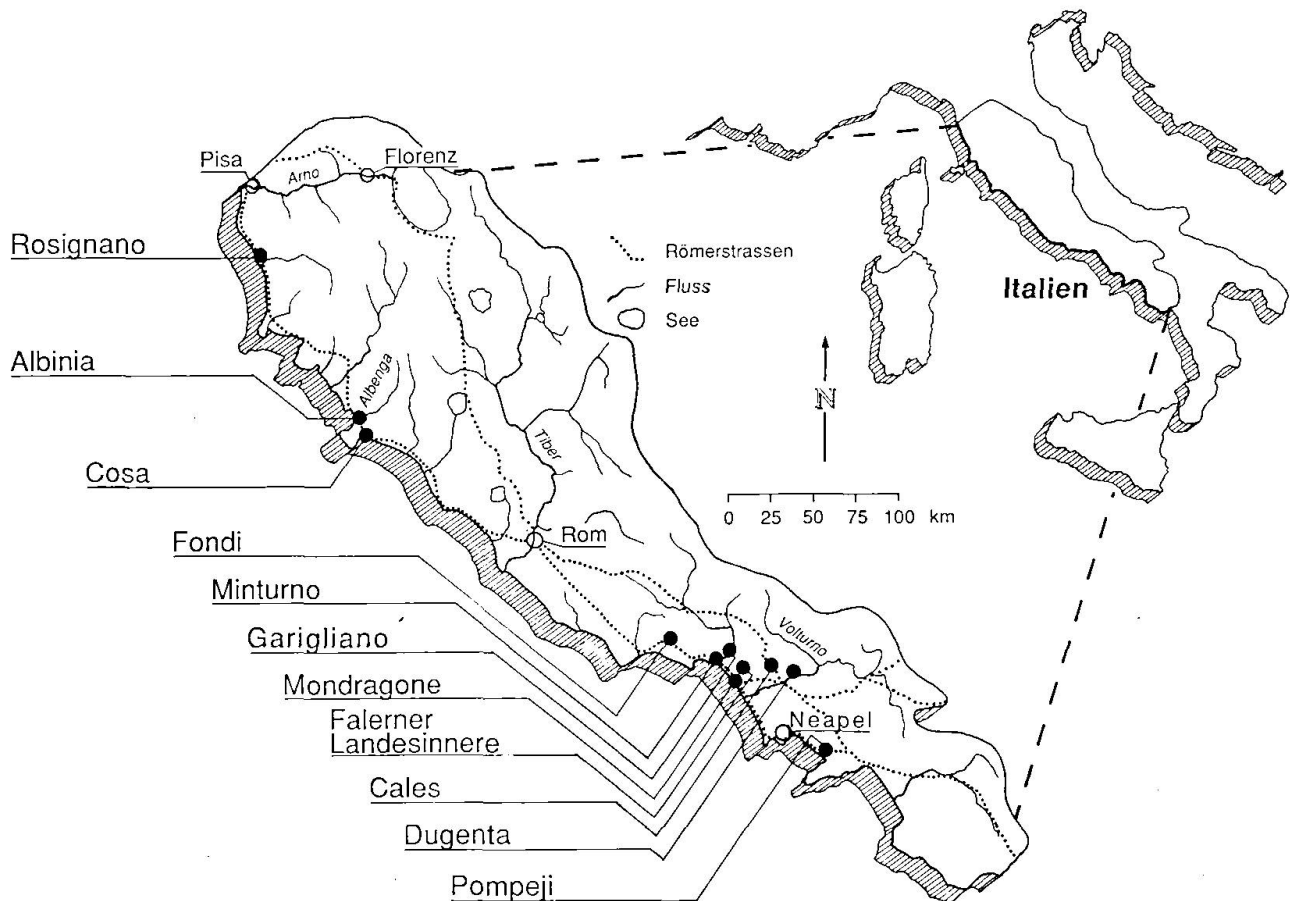 Pisa
Arno
Florenz
Rosignano
Römerstrassen
Fluss
See
Italien
Albinia
Albenga
N
Cosa
Tiber
0 25 50 75 100 km
Rom
Fondi
Minturno
Garigliano
Volturno
Mondragone
Falerner
Landesinnere
Neapel
Cales
Dugenta
Pompeji